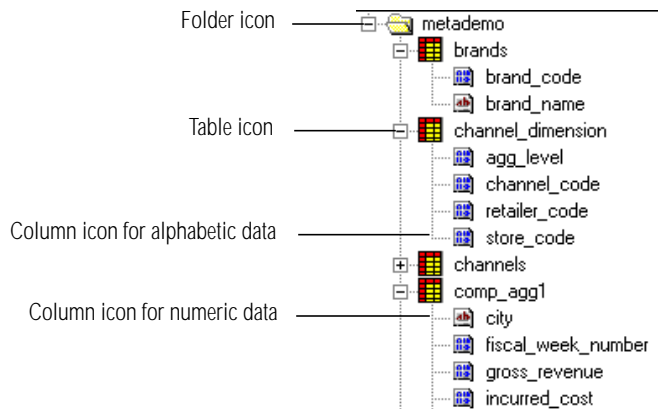 Folder icon
metademo
brands
brand_code
brand_name
Table icon
channel_dimension
agg_level
channel_code
retailer_code
Column icon for alphabetic data
store_code
channels
comp_agg1
Column icon for numeric data
city
fiscal_week_number
gross_revenue
incurred_cost